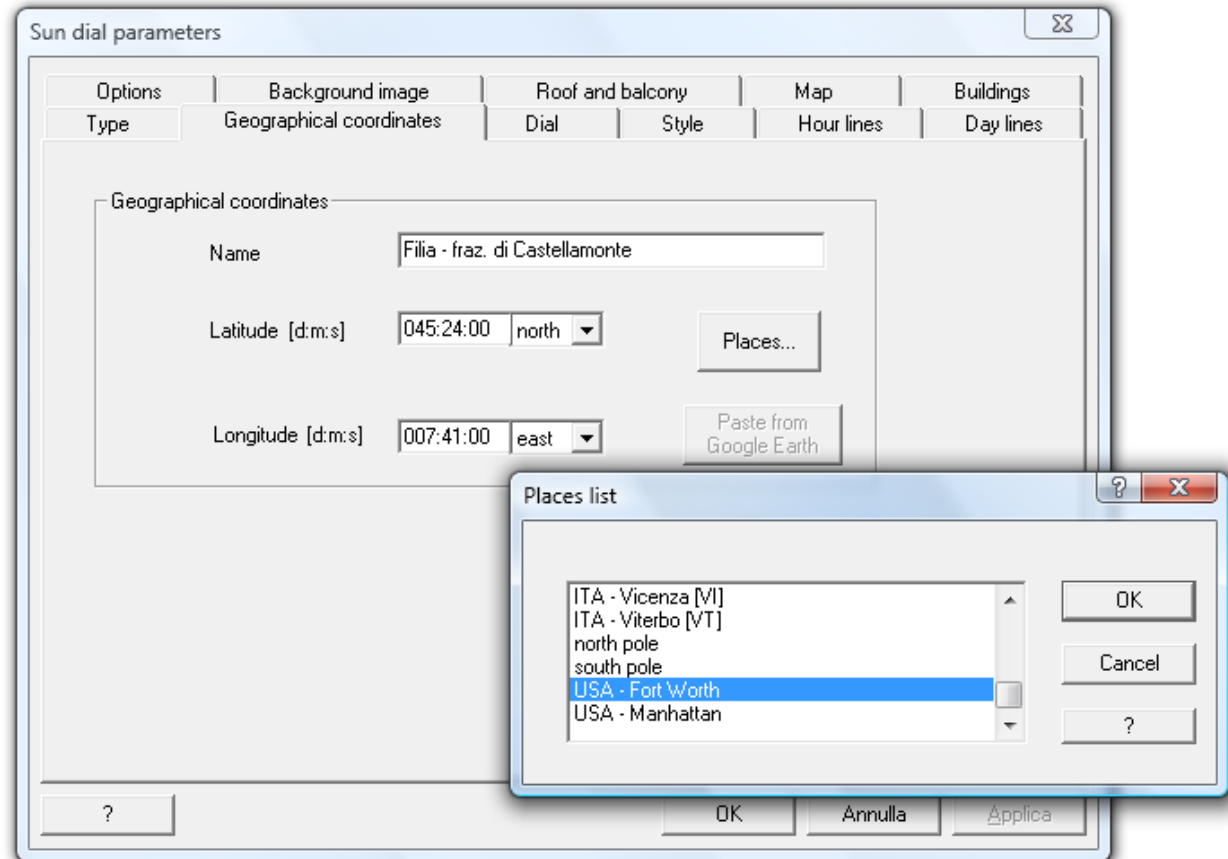 Sun dial parameters
Options Background image Roof and balcony Map Buildings
Type Geographical coordinates Dial Style Hour lines Day lines
Geographical coordinates
Name Filia - fraz. di Castellamonte
Latitude [d:m:s] 045:24:00 north Places...
Longitude [d:m:s] 007:41:00 east Paste from
Google Earth
Places list ?
ITA - Vicenza [VI]
ITA - Viterbo [VT]
north pole
south pole
USA - Fort Worth
USA - Manhattan
OK
Cancel
?
? OK Annulla Applica